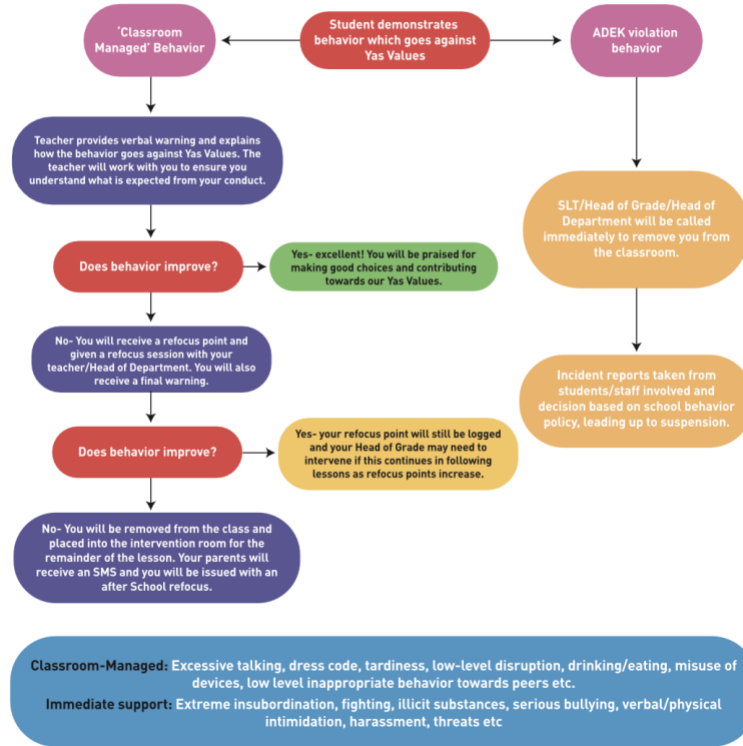 'Classroom
Managed' Behavior
Student demonstrates
behavior which goes against
Yas Values
ADEK violation
behavior
Teacher provides verbal warning and explains
how the behavior goes against Yas Values. The
teacher will work with you to ensure you
understand what is expected from your conduct.
SLT/Head of Grade/Head of
Department will be called
immediately to remove you from
the classroom.
Does behavior improve?
Yes- excellent! You will be praised for
making good choices and contributing
towards our Yas Values.
No- You will receive a refocus point and
given a refocus session with your
teacher/Head of Department. You will also
receive a final warning.
Incident reports taken from
students/staff involved and
decision based on school behavior
policy, leading up to suspension.
Does behavior improve?
Yes- your refocus point will still be logged
and your Head of Grade may need to
intervene if this continues in following
lessons as refocus points increase.
No- You will be removed from the class and
placed into the intervention room for the
remainder of the lesson. Your parents will
receive an SMS and you will be issued with an
after School refocus.
Classroom-Managed: Excessive talking, dress code, tardiness, low-level disruption, drinking/eating, misuse of
devices, low level inappropriate behavior towards peers etc.
Immediate support: Extreme insubordination, fighting, illicit substances, serious bullying, verbal/physical
intimidation, harassment, threats etc